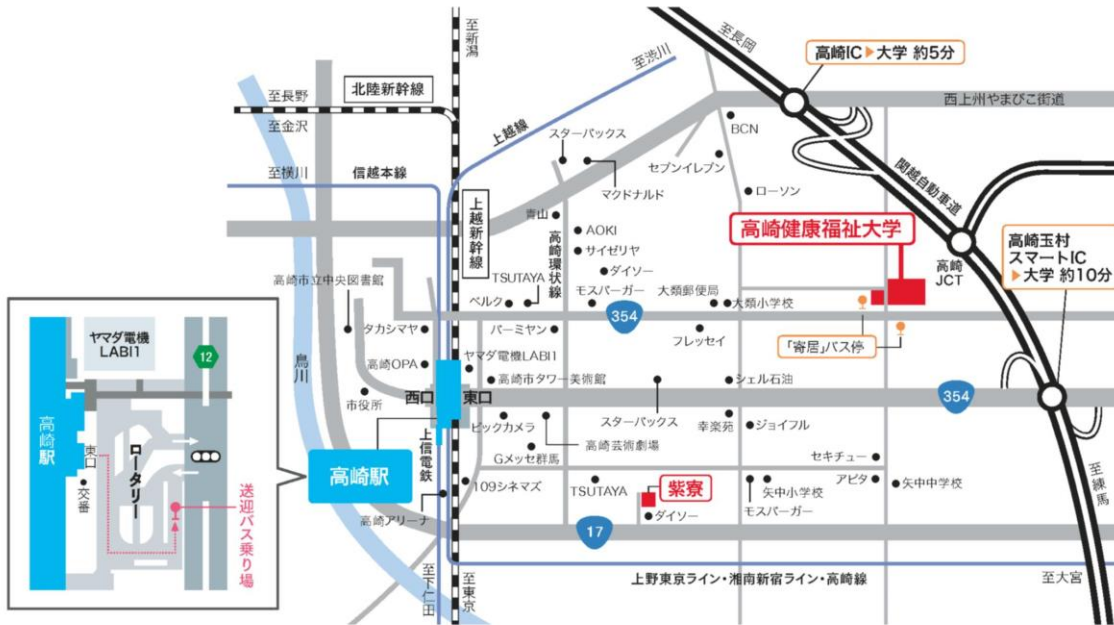 至新潟
至長岡
高崎IC▶大学 約5分
至渋川
北陸新幹線
至長野
至金沢
上越線
西上州やまびこ街道
スターバックス
BCN
セブンイレブン
マクドナルド
至横川
信越本線
ローソン
関越自動車道
上越新幹線
青山
高崎環状線
AOKI
サイゼリヤ
ダイソー
高崎健康福祉大学
高崎玉村
スマートIC
▶大学 約10分
高崎
JCT
高崎市立中央図書館
TSUTAYA
ベルク
モスバーガー
大類郵便局
大類小学校
354
タカシマヤ
バーミヤン
フレッセイ
「寄居」バス停
烏川
高崎OPA
ヤマダ電機LABI1
高崎市タワー美術館
シェル石油
市役所
西口
東口
スターバックス
354
ビックカメラ
高崎芸術劇場
幸楽苑
ジョイフル
上信電鉄
Gメッセ群馬
セキチュー
高崎駅
109シネマズ
TSUTAYA
紫寮
矢中小学校
モスバーガー
アピタ
矢中中学校
至練馬
高崎アリーナ
ダイソー
17
至下仁田
至東京
上野東京ライン・湘南新宿ライン・高崎線
至大宮
ヤマダ電機
LABI1
12
高崎駅
東口
ロータリー
交番
送迎バス乗り場